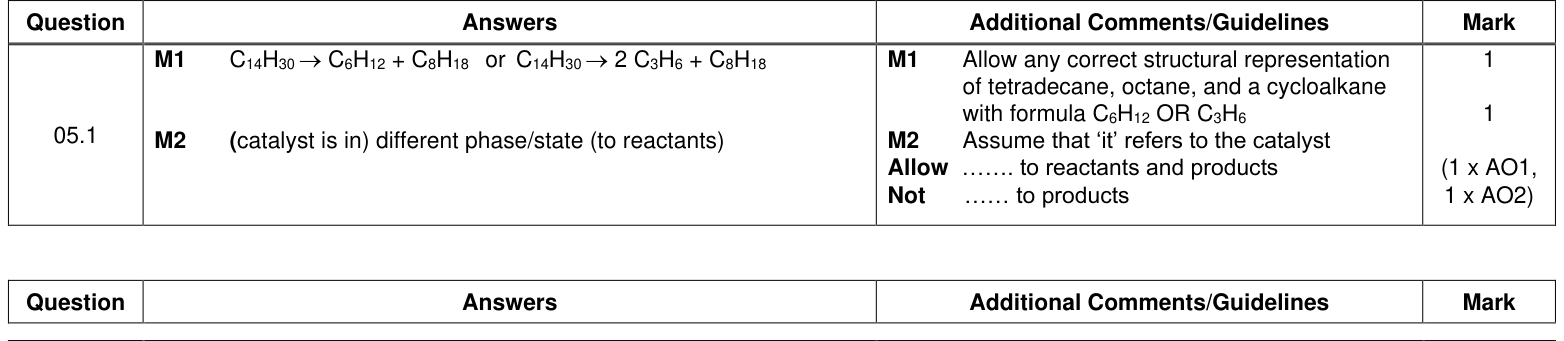 Question Answers Additional Comments/Guidelines Mark
M1 C₁₄H₃₀ → C₆H₁₂ + C₈H₁₈ or C₁₄H₃₀ → 2 C₃H₆ + C₈H₁₈ M1 Allow any correct structural representation 1
of tetradecane, octane, and a cycloalkane
with formula C₆H₁₂ OR C₃H₆ 1
05.1 M2 (catalyst is in) different phase/state (to reactants) M2 Assume that ‘it’ refers to the catalyst
Allow ……. to reactants and products (1 x AO1,
Not …… to products 1 x AO2)
Question Answers Additional Comments/Guidelines Mark